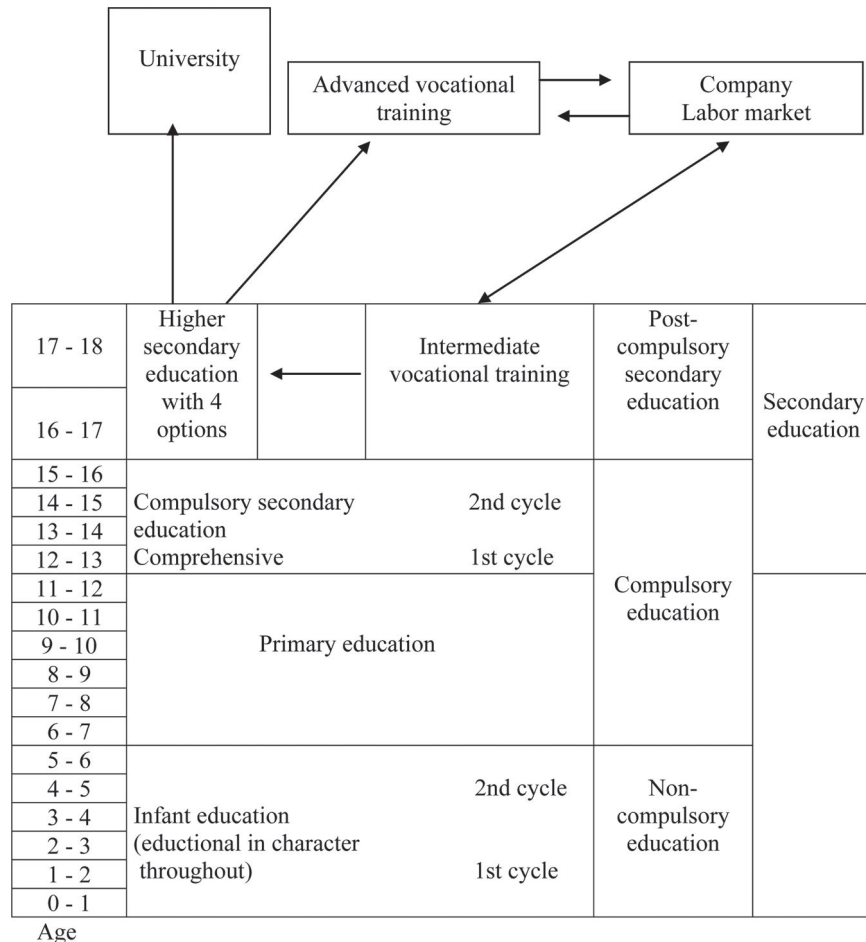 University
Advanced vocational
training
Company
Labor market
17 - 18
16 - 17
Higher
secondary
education
with 4
options
Intermediate
vocational training
Post-
compulsory
secondary
education
Secondary
education
15 - 16
14 - 15
13 - 14
12 - 13
Compulsory secondary
education
Comprehensive
2nd cycle
1st cycle
Compulsory
education
11 - 12
10 - 11
9 - 10
8 - 9
7 - 8
6 - 7
Primary education
5 - 6
4 - 5
3 - 4
2 - 3
1 - 2
0 - 1
Infant education
(eductional in character
throughout)
2nd cycle
1st cycle
Non-
compulsory
education
Age